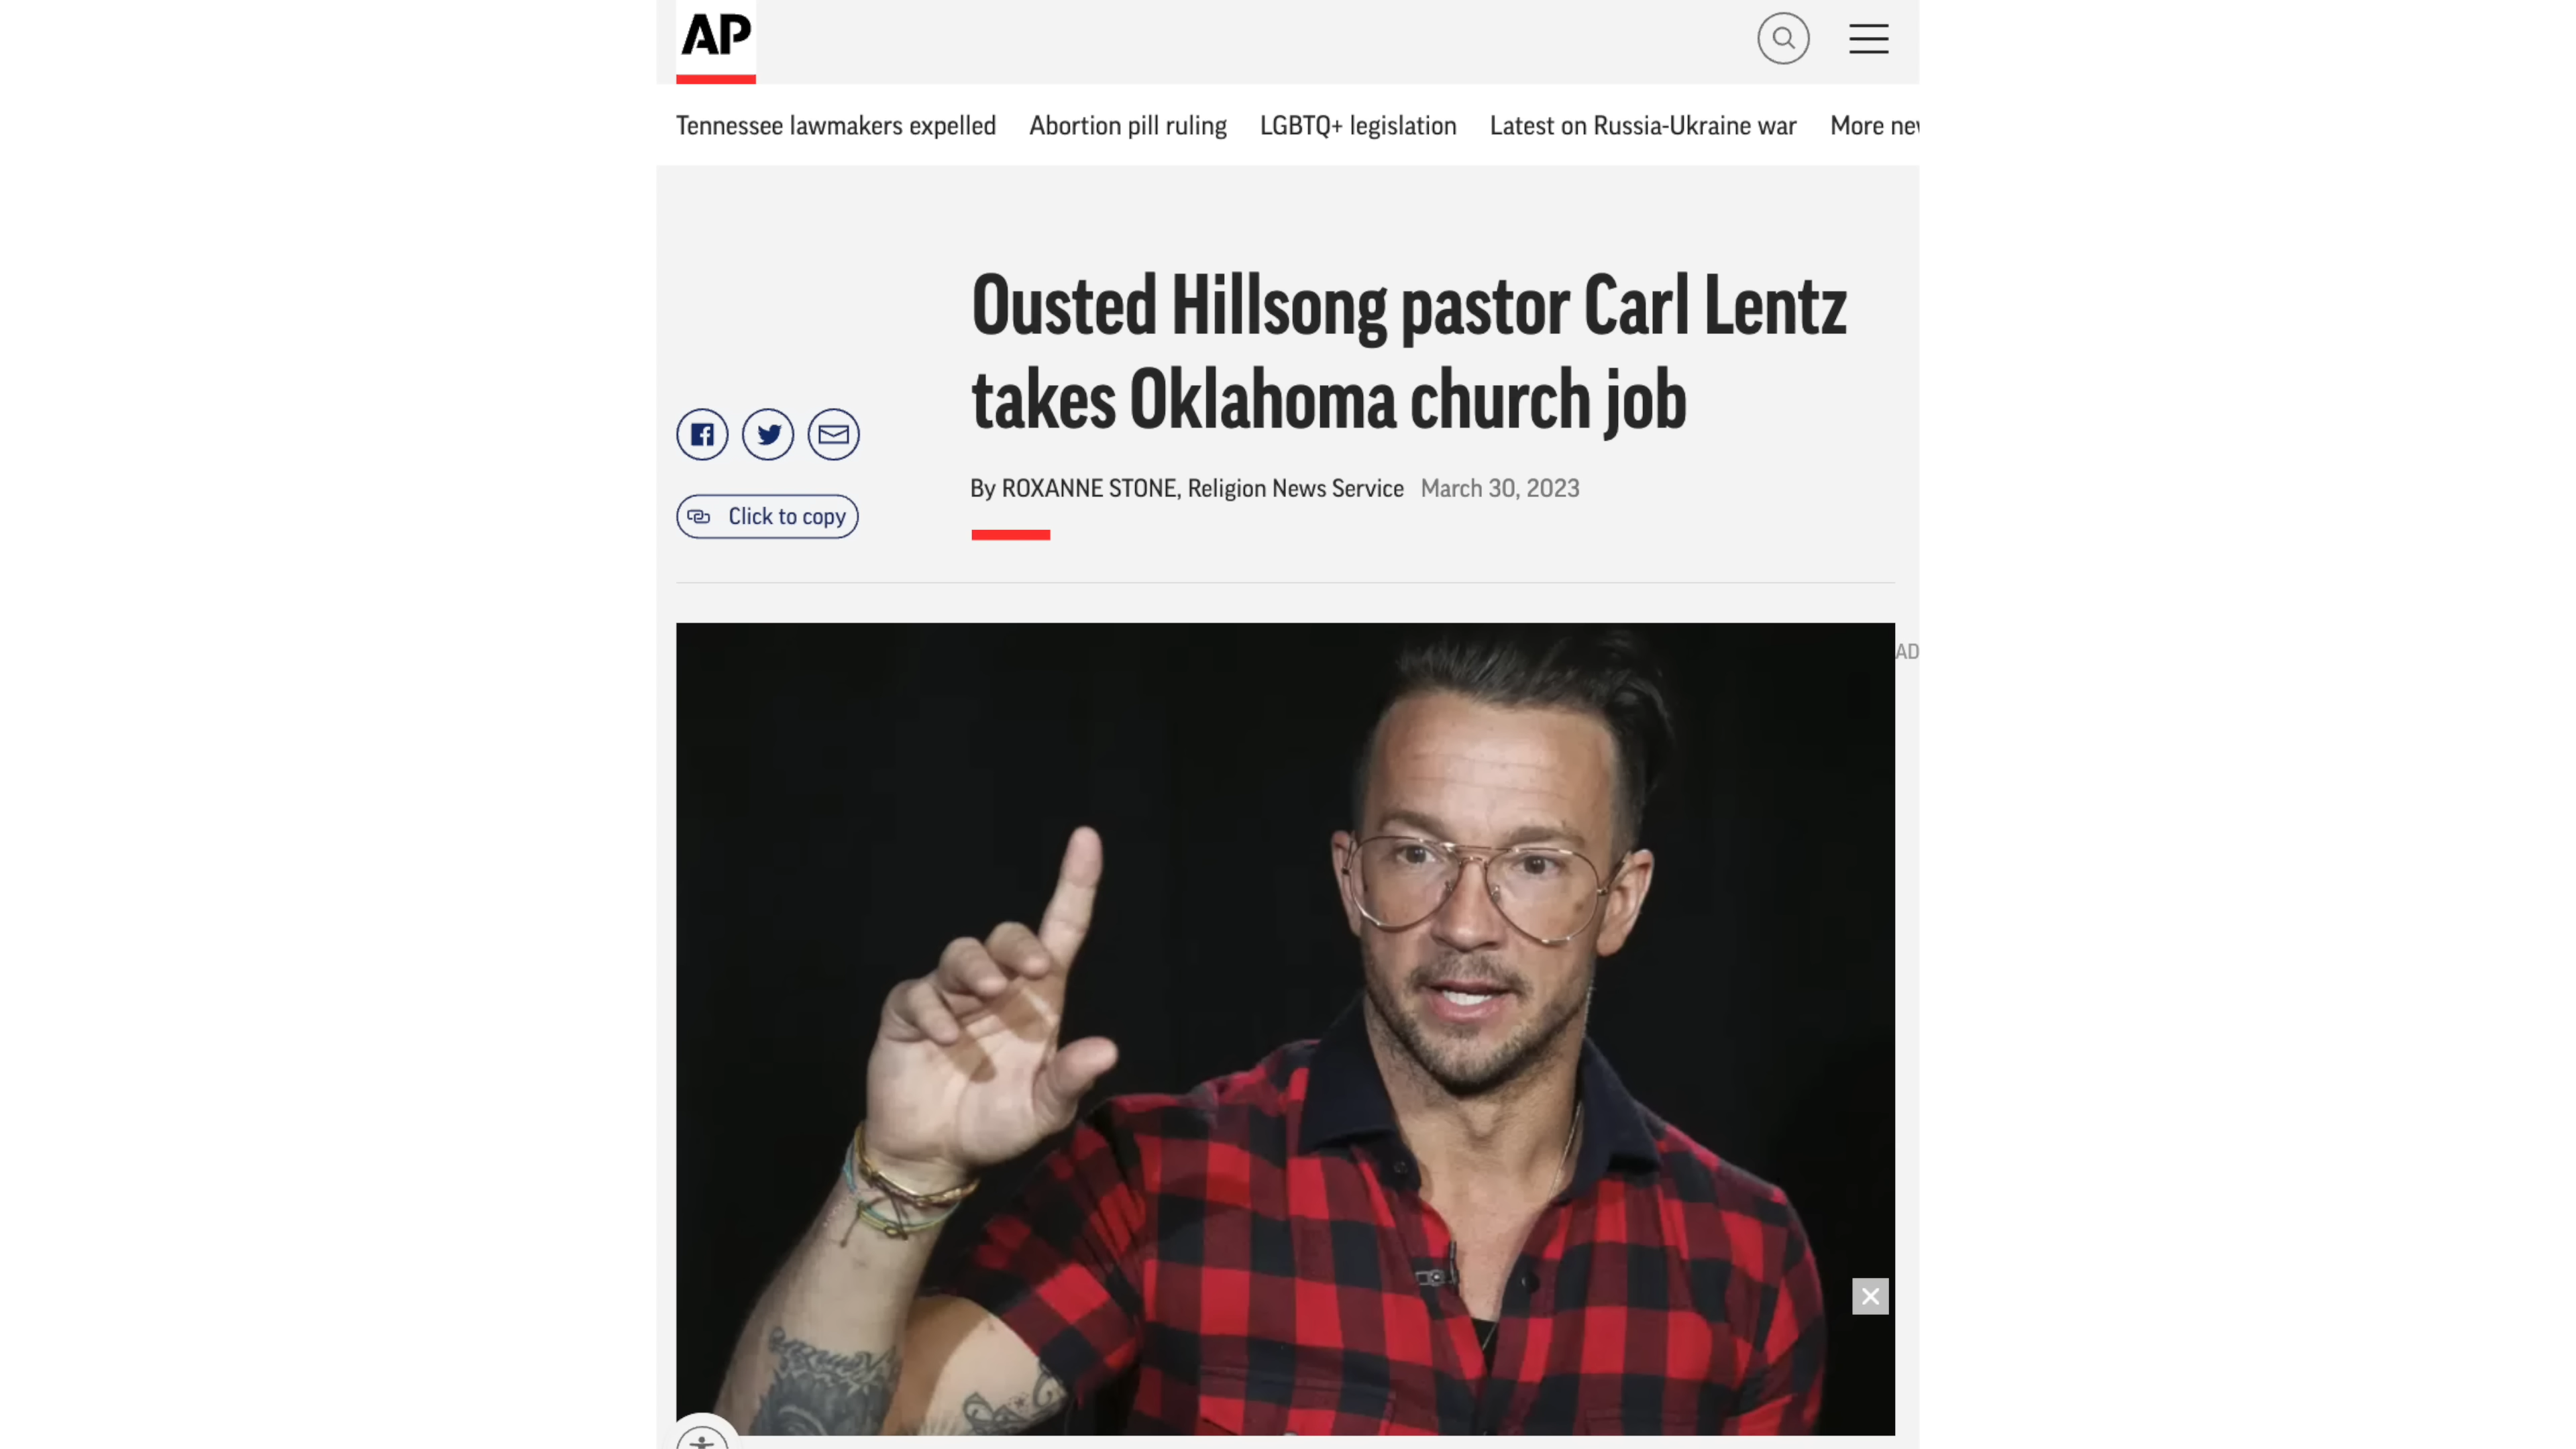 AP
Tennessee lawmakers expelled Abortion pill ruling LGBTQ+ legislation Latest on Russia-Ukraine war More
Ousted Hillsong pastor Carl Lentz
takes Oklahoma church job
By ROXANNE STONE, Religion News Service March 30, 2023
Click to copy
AD